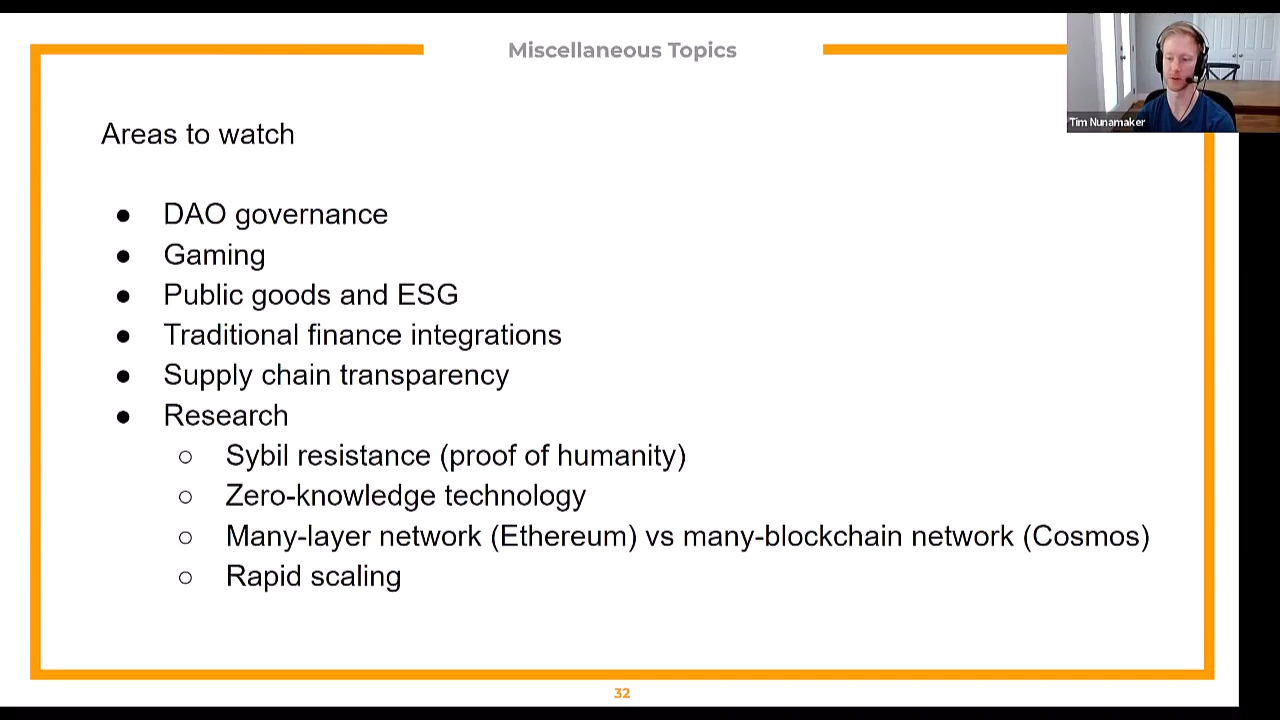 Miscellaneous Topics
Tim Nunamaker
Areas to watch
● DAO governance
● Gaming
● Public goods and ESG
● Traditional finance integrations
● Supply chain transparency
● Research
○ Sybil resistance (proof of humanity)
○ Zero-knowledge technology
○ Many-layer network (Ethereum) vs many-blockchain network (Cosmos)
○ Rapid scaling
32